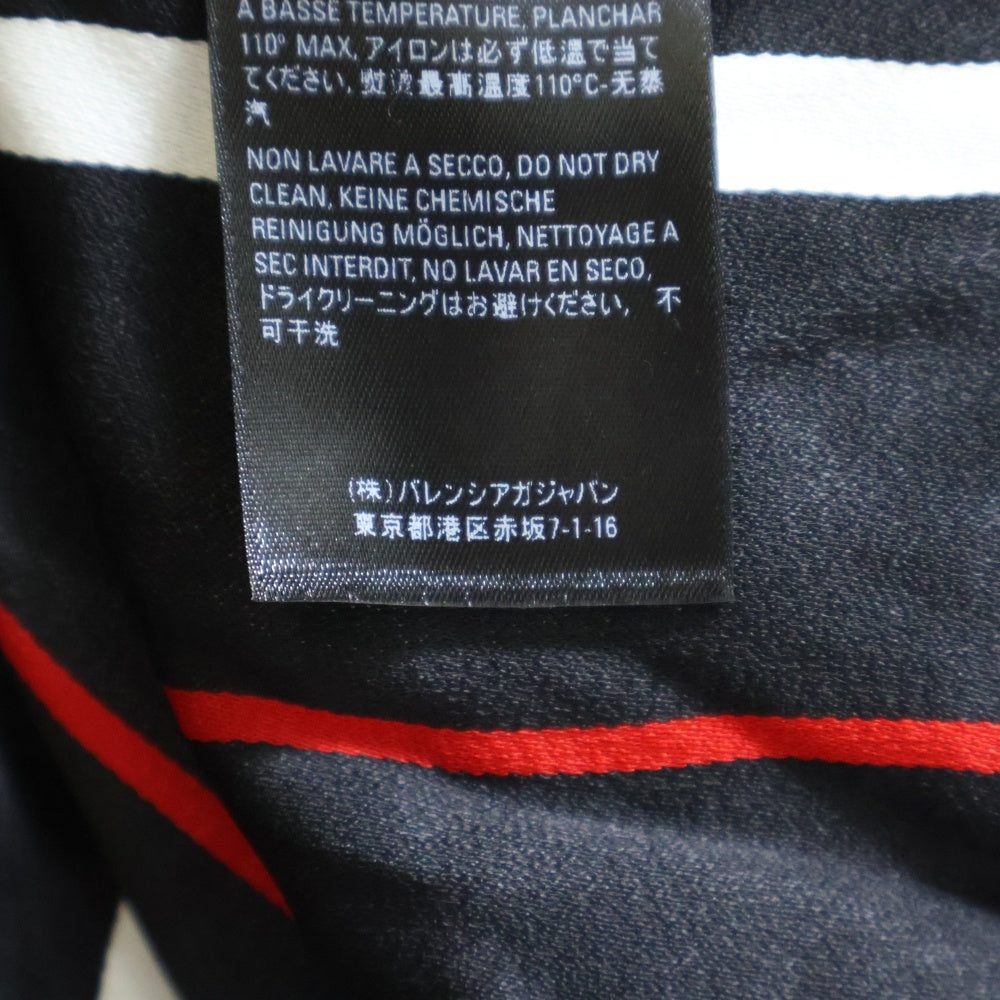 A BASSE TEMPERATURE, PLANCHAR
110° MAX, アイロンは必ず低温で当て
てください, 熨烫最高温度110°C-无蒸
汽
NON LAVARE A SECCO, DO NOT DRY
CLEAN, KEINE CHEMISCHE
REINIGUNG MÖGLICH, NETTOYAGE A
SEC INTERDIT, NO LAVAR EN SECO,
ドライクリーニングはお避けください, 不
可干洗
(株)バレンシアガジャパン
東京都港区赤坂7-1-16